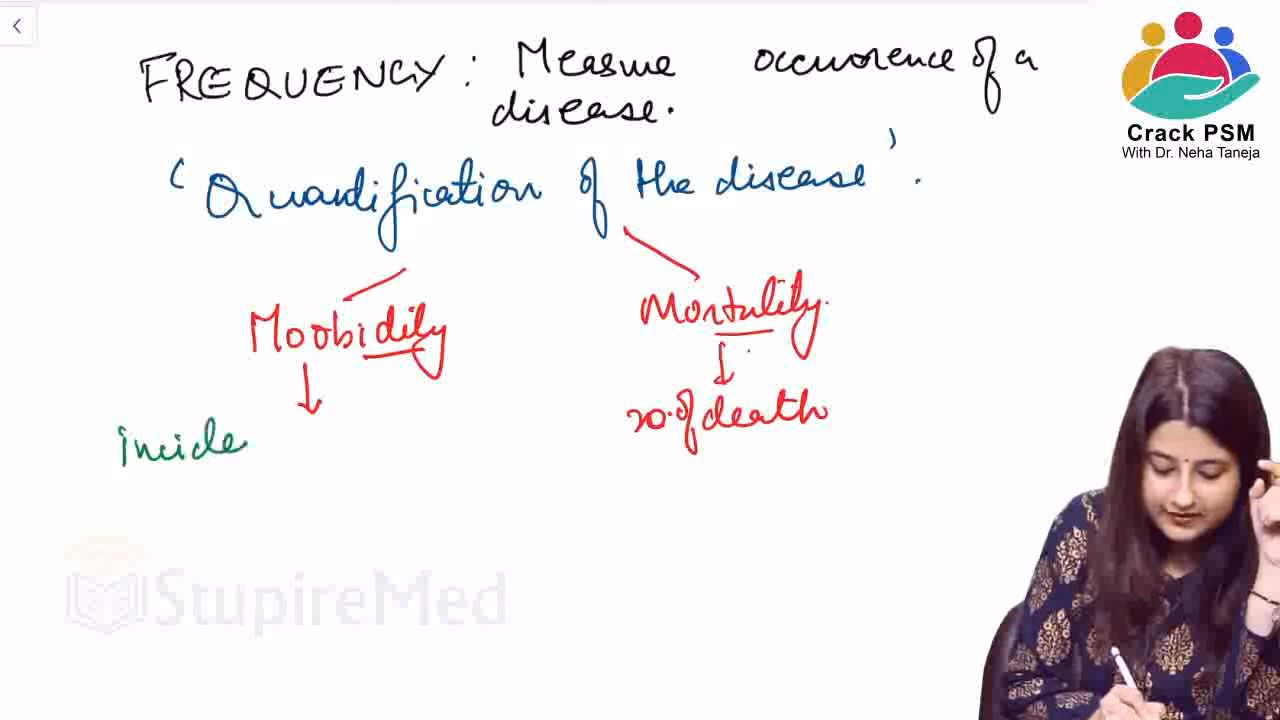 FREQUENCY : Measure occurrence of a
disease.
'Quantification of the disease'.
Morbidity
Mortality.
no. of death
incide
Crack PSM
With Dr. Neha Taneja
StupireMed